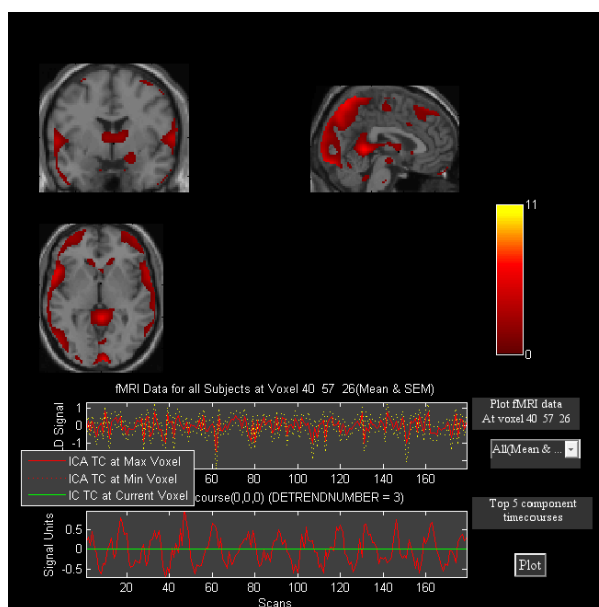 11
0
fMRI Data for all Subjects at Voxel 40 57 26(Mean & SEM)
1
0
-1
LD Signal
20 40 60 80 100 120 140 160
Plot fMRI data
At voxel 40 57 26
All(Mean & ...
ICA TC at Max Voxel
ICA TC at Min Voxel
IC TC at Current Voxel
course(0,0,0) (DETRENDNUMBER = 3)
Top 5 component
timecourses
0.5
0
-0.5
Signal Units
20 40 60 80 100 120 140 160
Scans
Plot